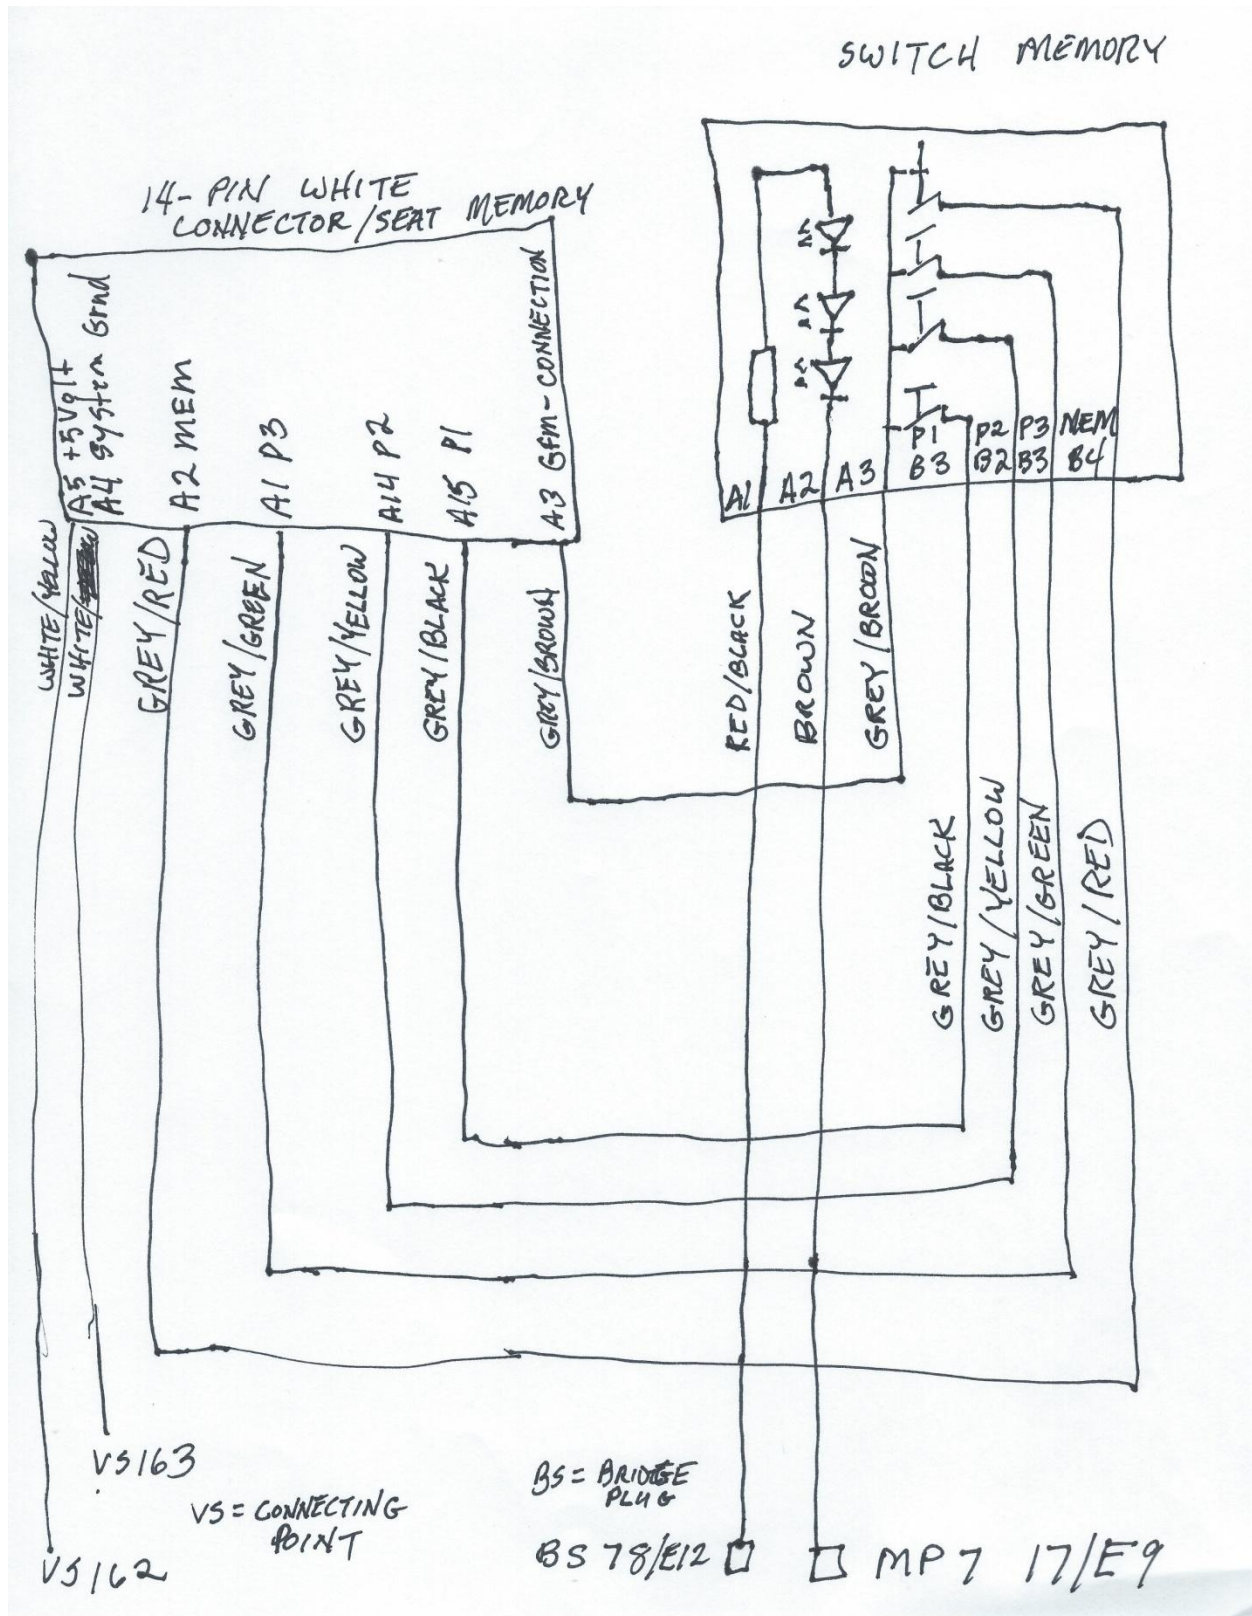 SWITCH MEMORY
14-PIN WHITE
CONNECTOR/SEAT MEMORY
A5 +5Volt
A4 System Grnd
A2 MEM
A1 P3
A14 P2
A15 P1
A3 GEM-CONNECTION
A1
A2
A3
P1
B3
P2
B2
P3
B3
MEM
B4
WHITE/YELLOW
WHITE/
GREY/RED
GREY/GREEN
GREY/YELLOW
GREY/BLACK
GREY/BROWN
RED/BLACK
BROWN
GREY/BROWN
GREY/BLACK
GREY/YELLOW
GREY/GREEN
GREY/RED
VS163
VS = CONNECTING
POINT
VS162
BS = BRIDGE
PLUG
BS 78/E12
MP7 17/E9